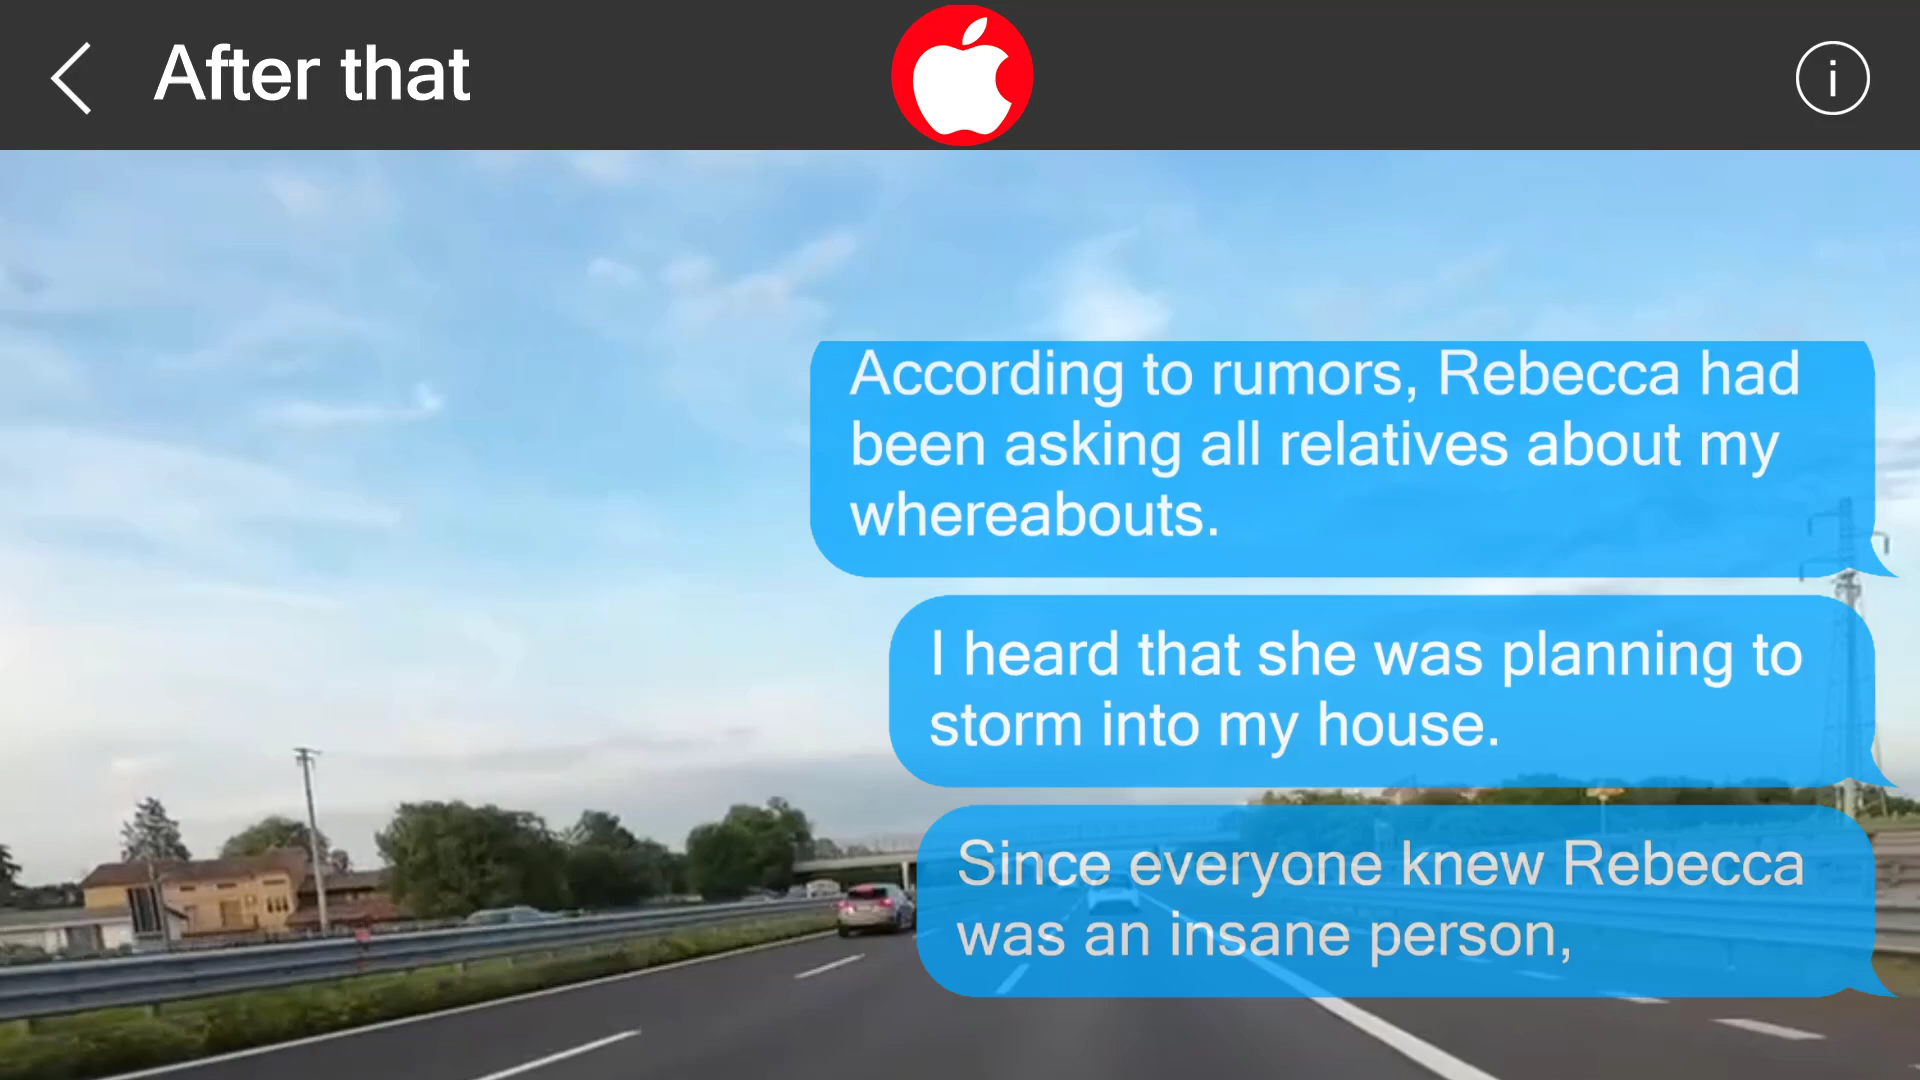 After that
i
According to rumors, Rebecca had
been asking all relatives about my
whereabouts.
I heard that she was planning to
storm into my house.
Since everyone knew Rebecca
was an insane person,